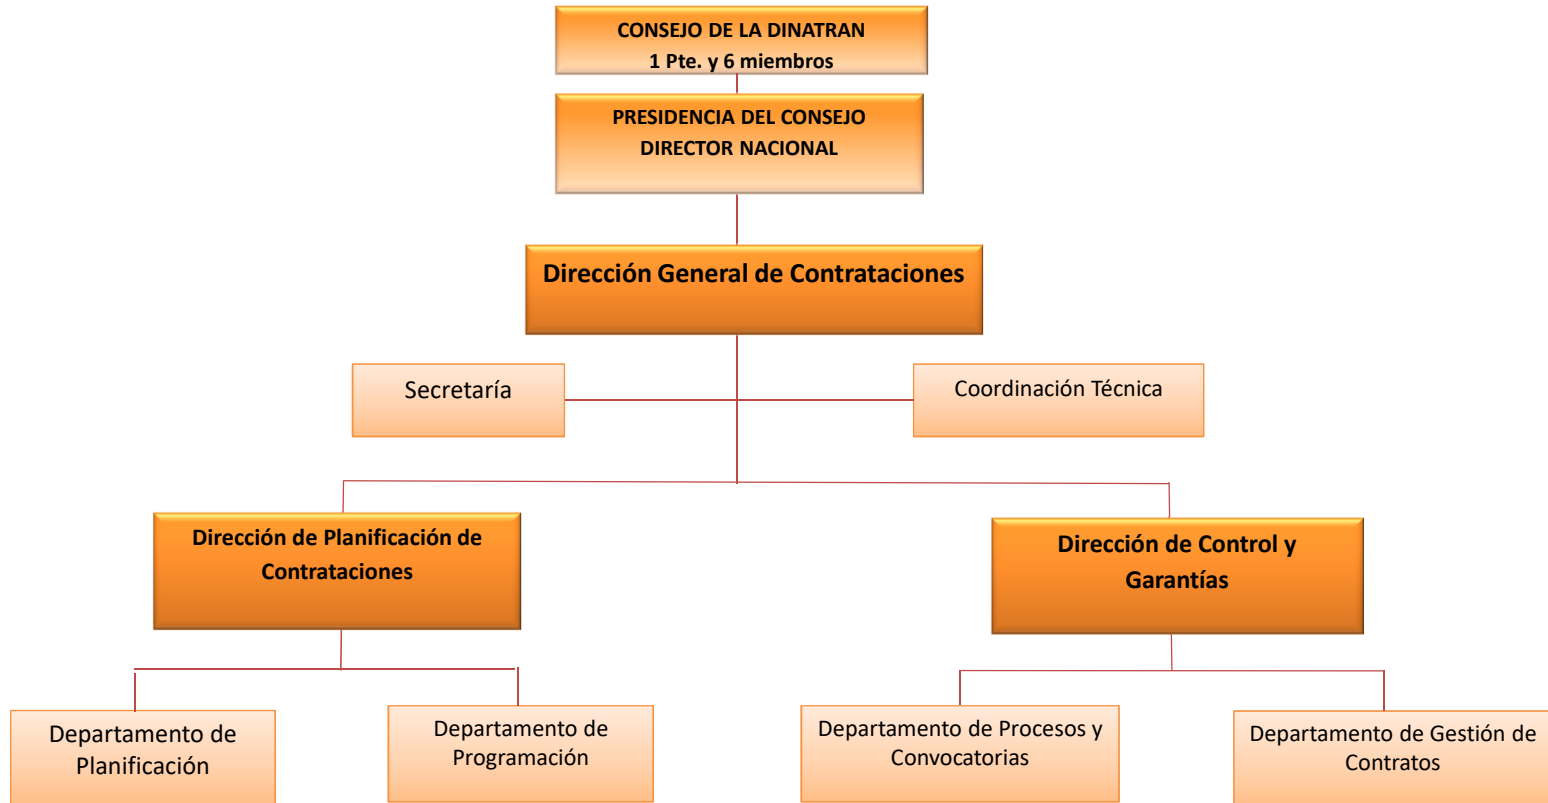 CONSEJO DE LA DINATRAN
1 Pte. y 6 miembros
PRESIDENCIA DEL CONSEJO
DIRECTOR NACIONAL
Dirección General de Contrataciones
Secretaría
Coordinación Técnica
Dirección de Planificación de
Contrataciones
Dirección de Control y
Garantías
Departamento de
Planificación
Departamento de
Programación
Departamento de Procesos y
Convocatorias
Departamento de Gestión de
Contratos